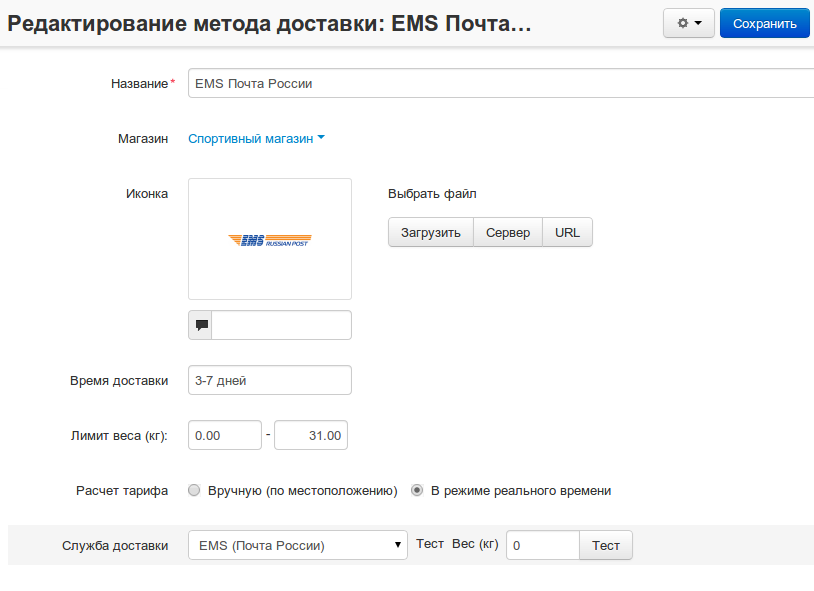 Редактирование метода доставки: EMS Почта…
Сохранить
Название*
EMS Почта России
Магазин
Спортивный магазин
Иконка
Выбрать файл
Загрузить
Сервер
URL
EMS RUSSIAN POST
Время доставки
3-7 дней
Лимит веса (кг):
0.00
-
31.00
Расчет тарифа
Вручную (по местоположению)
В режиме реального времени
Служба доставки
EMS (Почта России)
Тест Вес (кг)
0
Тест